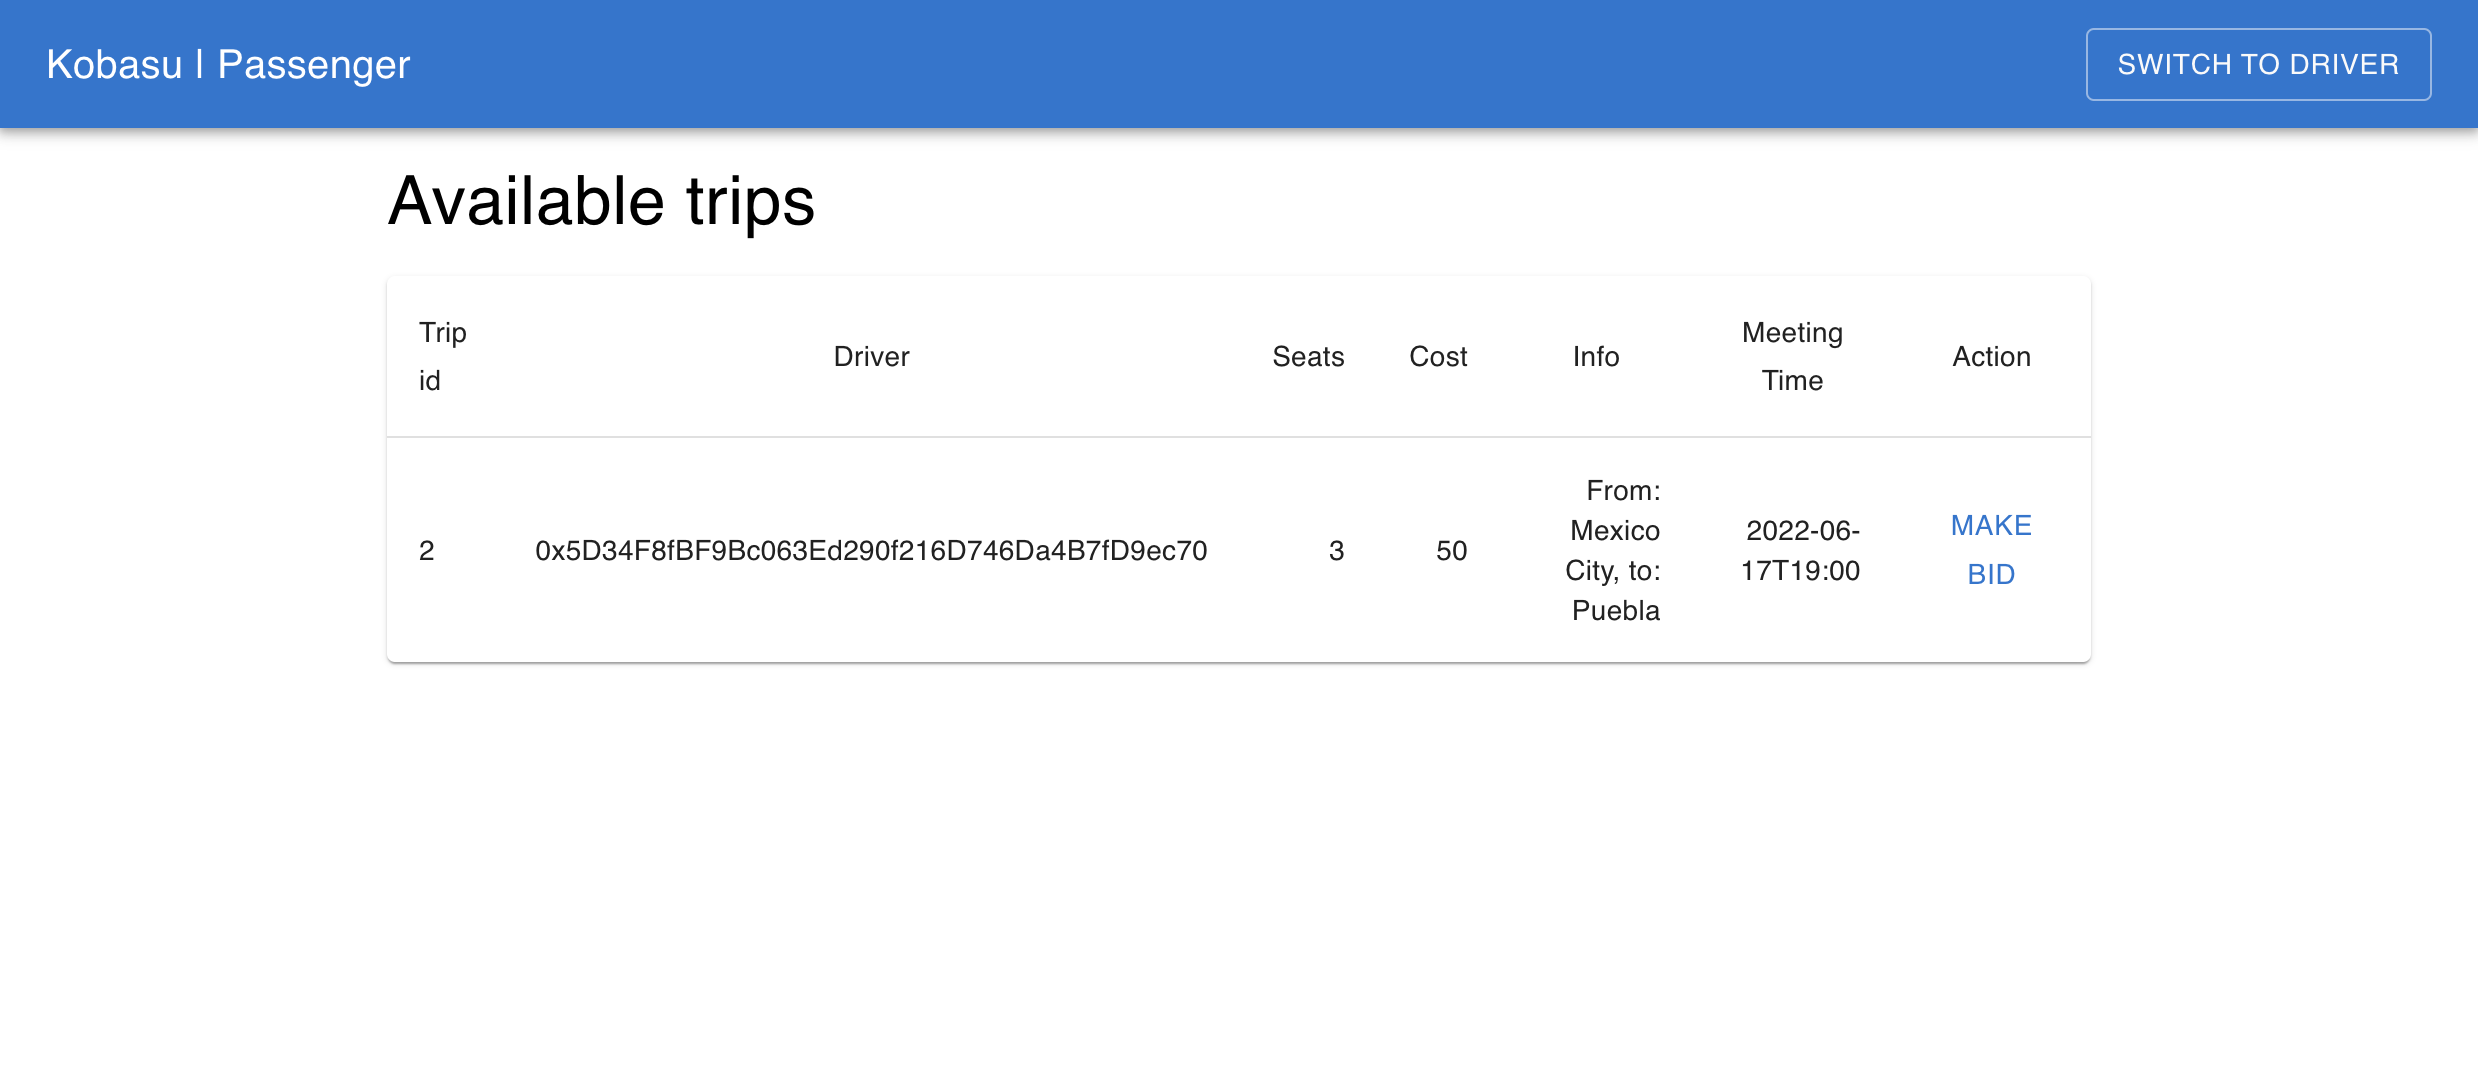 Kobasu | Passenger
SWITCH TO DRIVER
Available trips
Trip
id
Driver
Seats
Cost
Info
Meeting
Time
Action
2
0x5D34F8fBF9Bc063Ed290f216D746Da4B7fD9ec70
3
50
From:
Mexico
City, to:
Puebla
2022-06-
17T19:00
MAKE
BID